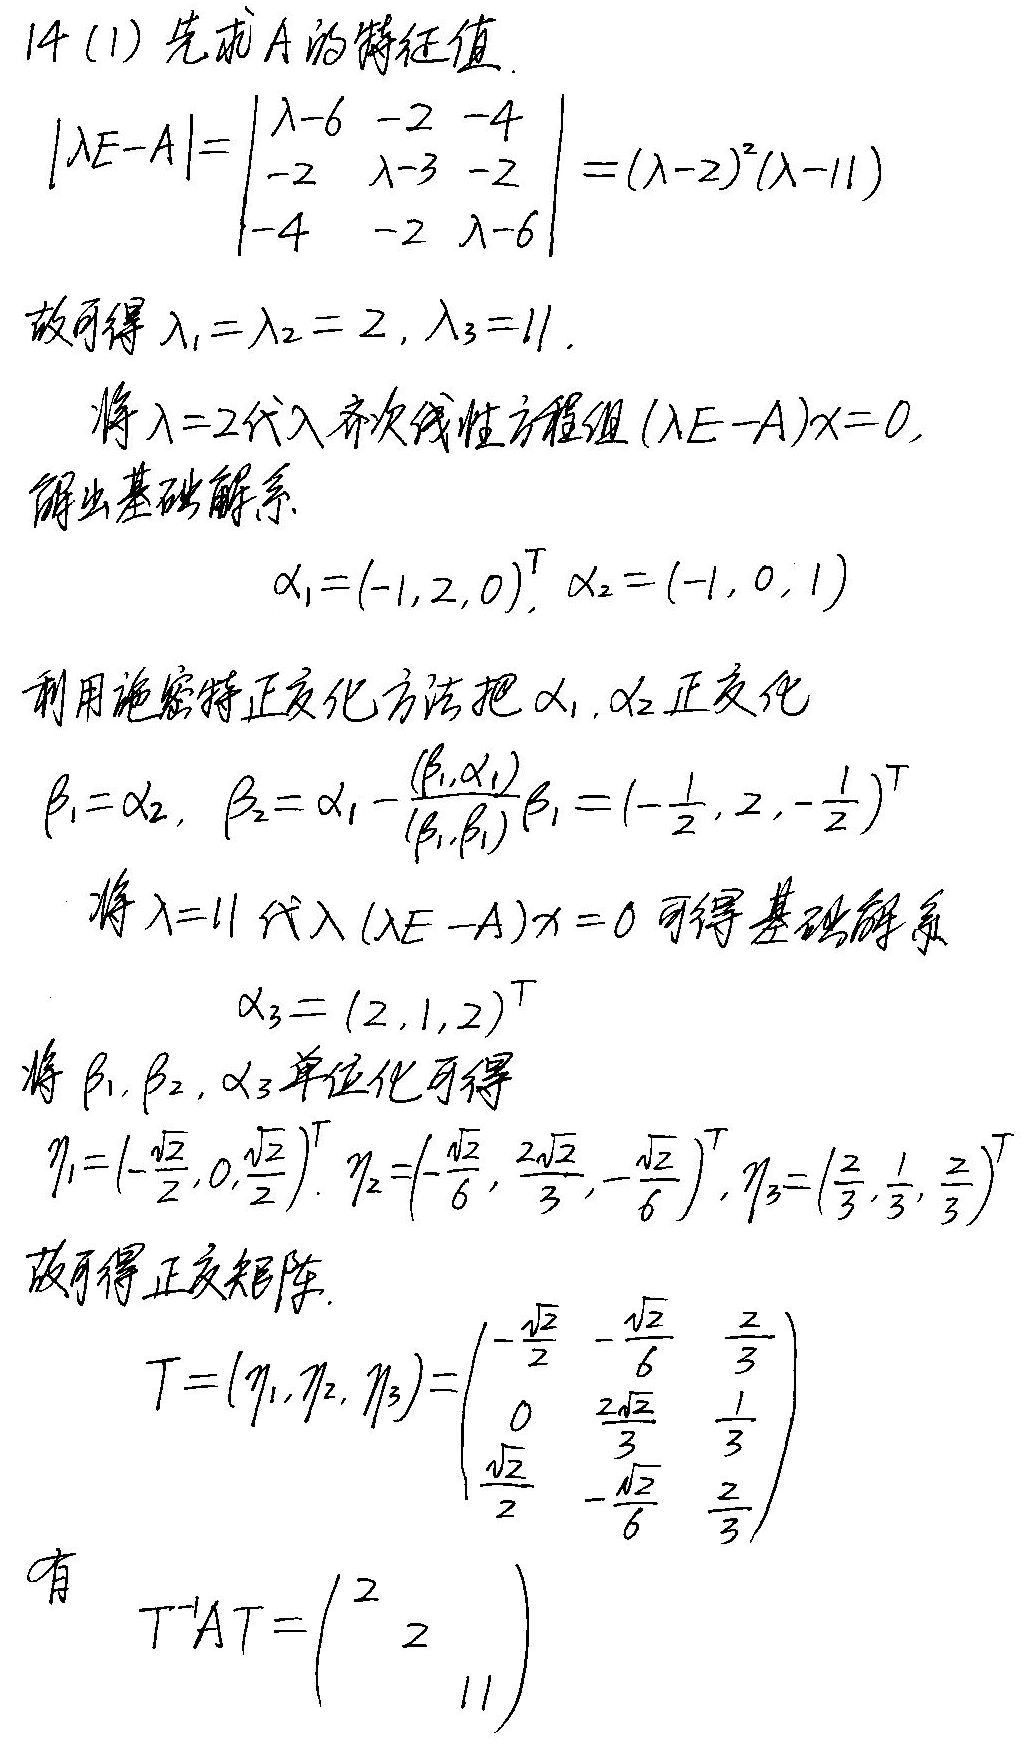 14 (1) 先求A的特征值.
|λE-A|=|λ-6 -2 -4
-2 λ-3 -2
-4 -2 λ-6|=(λ-2)²(λ-11)
故可得 λ₁=λ₂=2, λ₃=11.
将λ=2代入齐次线性方程组(λE-A)x=0,
解出基础解系.
α₁=(-1,2,0)ᵀ, α₂=(-1,0,1)
利用施密特正交化方法把α₁,α₂正交化
β₁=α₂, β₂=α₁-(β₁,α₁)/(β₁,β₁)β₁=(-1/2,2,-1/2)ᵀ
将λ=11代入(λE-A)x=0可得基础解系
α₃=(2,1,2)ᵀ
将β₁,β₂,α₃单位化可得
η₁=(-√2/2,0,√2/2)ᵀ. η₂=(-√2/6,2√2/3,-√2/6)ᵀ,η₃=(2/3,1/3,2/3)ᵀ
故可得正交矩阵.
T=(η₁,η₂,η₃)=(-√2/2 -√2/6 2/3
0 2√2/3 1/3
√2/2 -√2/6 2/3)
有
T⁻¹AT=(2
2
11)